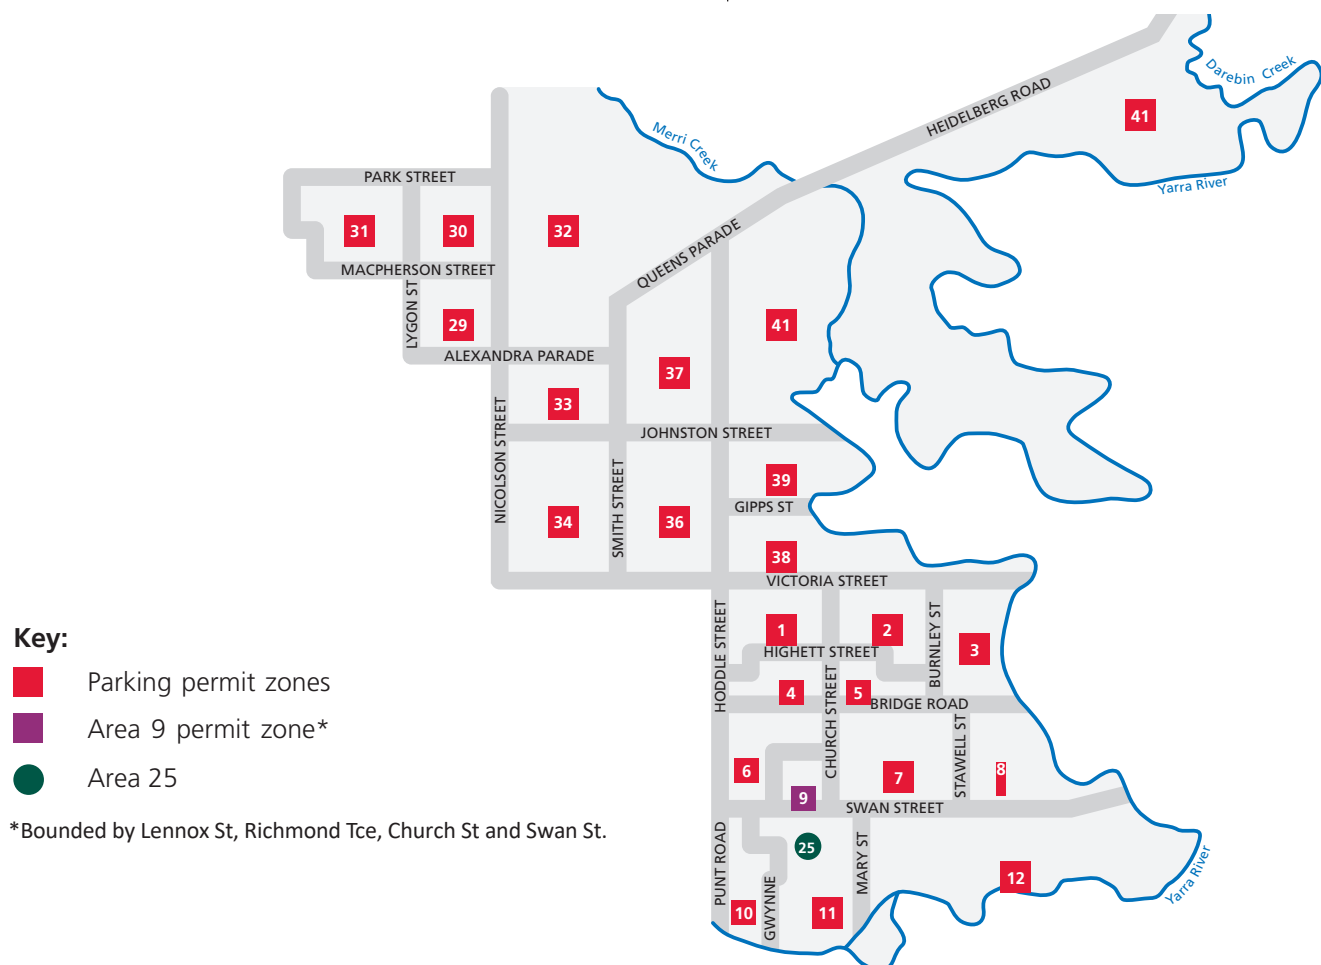 Darebin Creek
HEIDELBERG ROAD
41
Merri Creek
Yarra River
PARK STREET
31
30
32
QUEENS PARADE
MACPHERSON STREET
LYGON ST
29
41
ALEXANDRA PARADE
37
33
NICOLSON STREET
JOHNSTON STREET
SMITH STREET
39
GIPPS ST
34
36
38
VICTORIA STREET
HODDLE STREET
1
2
BURNLEY ST
3
HIGHETT STREET
CHURCH STREET
4
5
BRIDGE ROAD
STAWELL ST
6
7
8
9
SWAN STREET
PUNT ROAD
25
MARY ST
GWYNNE
10
11
12
Yarra River
Key:
Parking permit zones
Area 9 permit zone*
Area 25
*Bounded by Lennox St, Richmond Tce, Church St and Swan St.